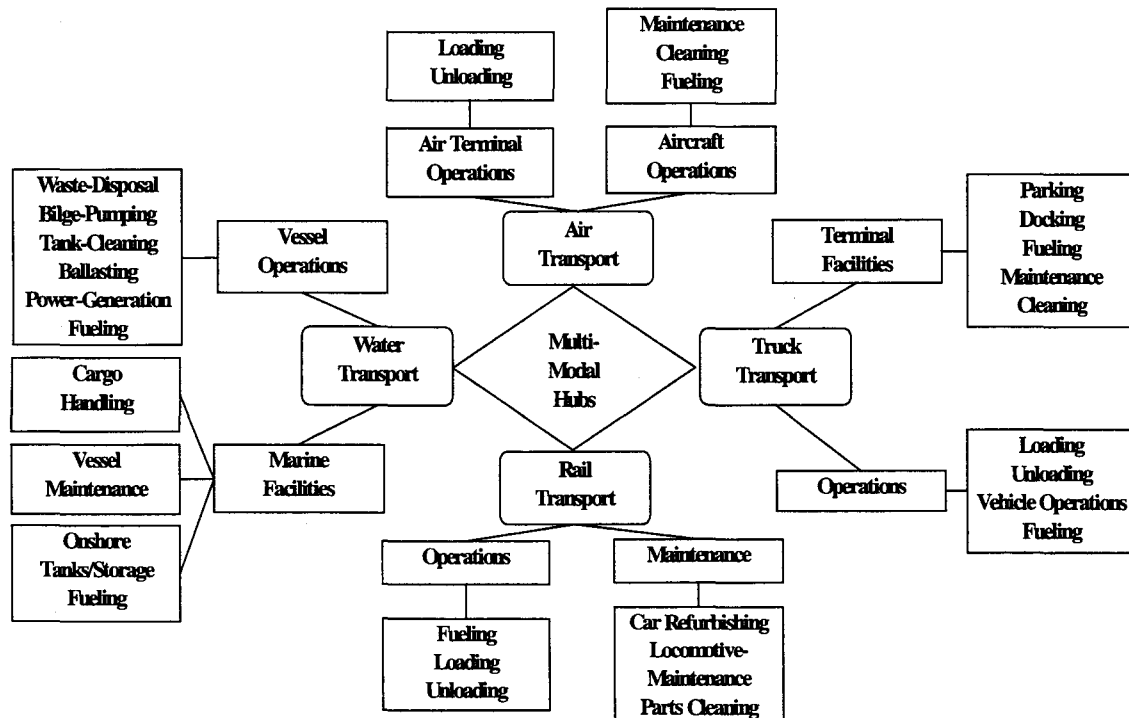 Loading
Unloading
Maintenance
Cleaning
Fueling
Air Terminal
Operations
Aircraft
Operations
Waste-Disposal
Bilge-Pumping
Tank-Cleaning
Ballasting
Power-Generation
Fueling
Vessel
Operations
Air
Transport
Terminal
Facilities
Parking
Docking
Fueling
Maintenance
Cleaning
Water
Transport
Multi-
Modal
Hubs
Truck
Transport
Cargo
Handling
Vessel
Maintenance
Onshore
Tanks/Storage
Fueling
Marine
Facilities
Rail
Transport
Operations
Loading
Unloading
Vehicle Operations
Fueling
Operations
Maintenance
Fueling
Loading
Unloading
Car Refurbishing
Locomotive-
Maintenance
Parts Cleaning